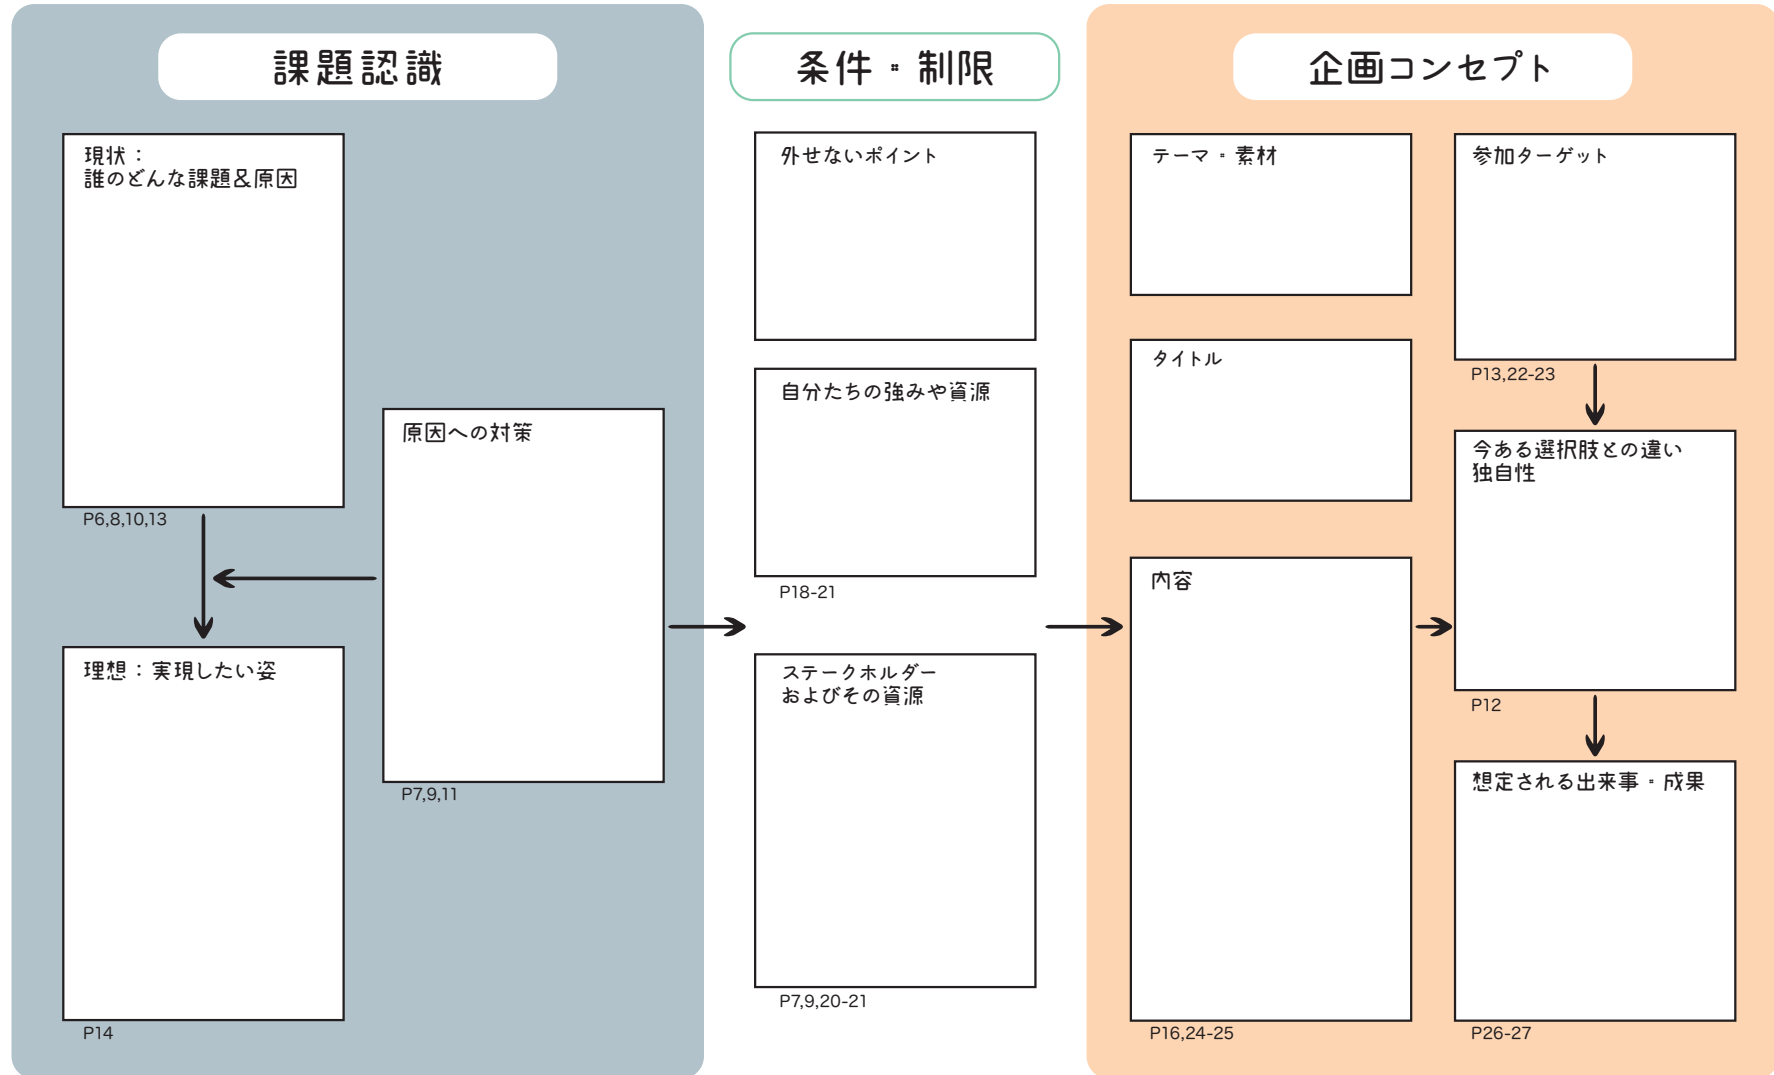 課題認識
現状：
誰のどんな課題&原因
P6,8,10,13
原因への対策
P7,9,11
理想：実現したい姿
P14
条件・制限
外せないポイント
自分たちの強みや資源
P18-21
ステークホルダー
およびその資源
P7,9,20-21
企画コンセプト
テーマ・素材
タイトル
内容
P16,24-25
参加ターゲット
P13,22-23
今ある選択肢との違い
独自性
P12
想定される出来事・成果
P26-27